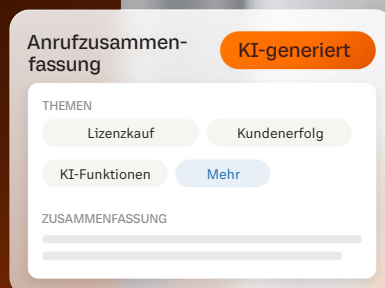 Anrufzusammen-
fassung
KI-generiert
THEMEN
Lizenzkauf
Kundenerfolg
KI-Funktionen
Mehr
ZUSAMMENFASSUNG